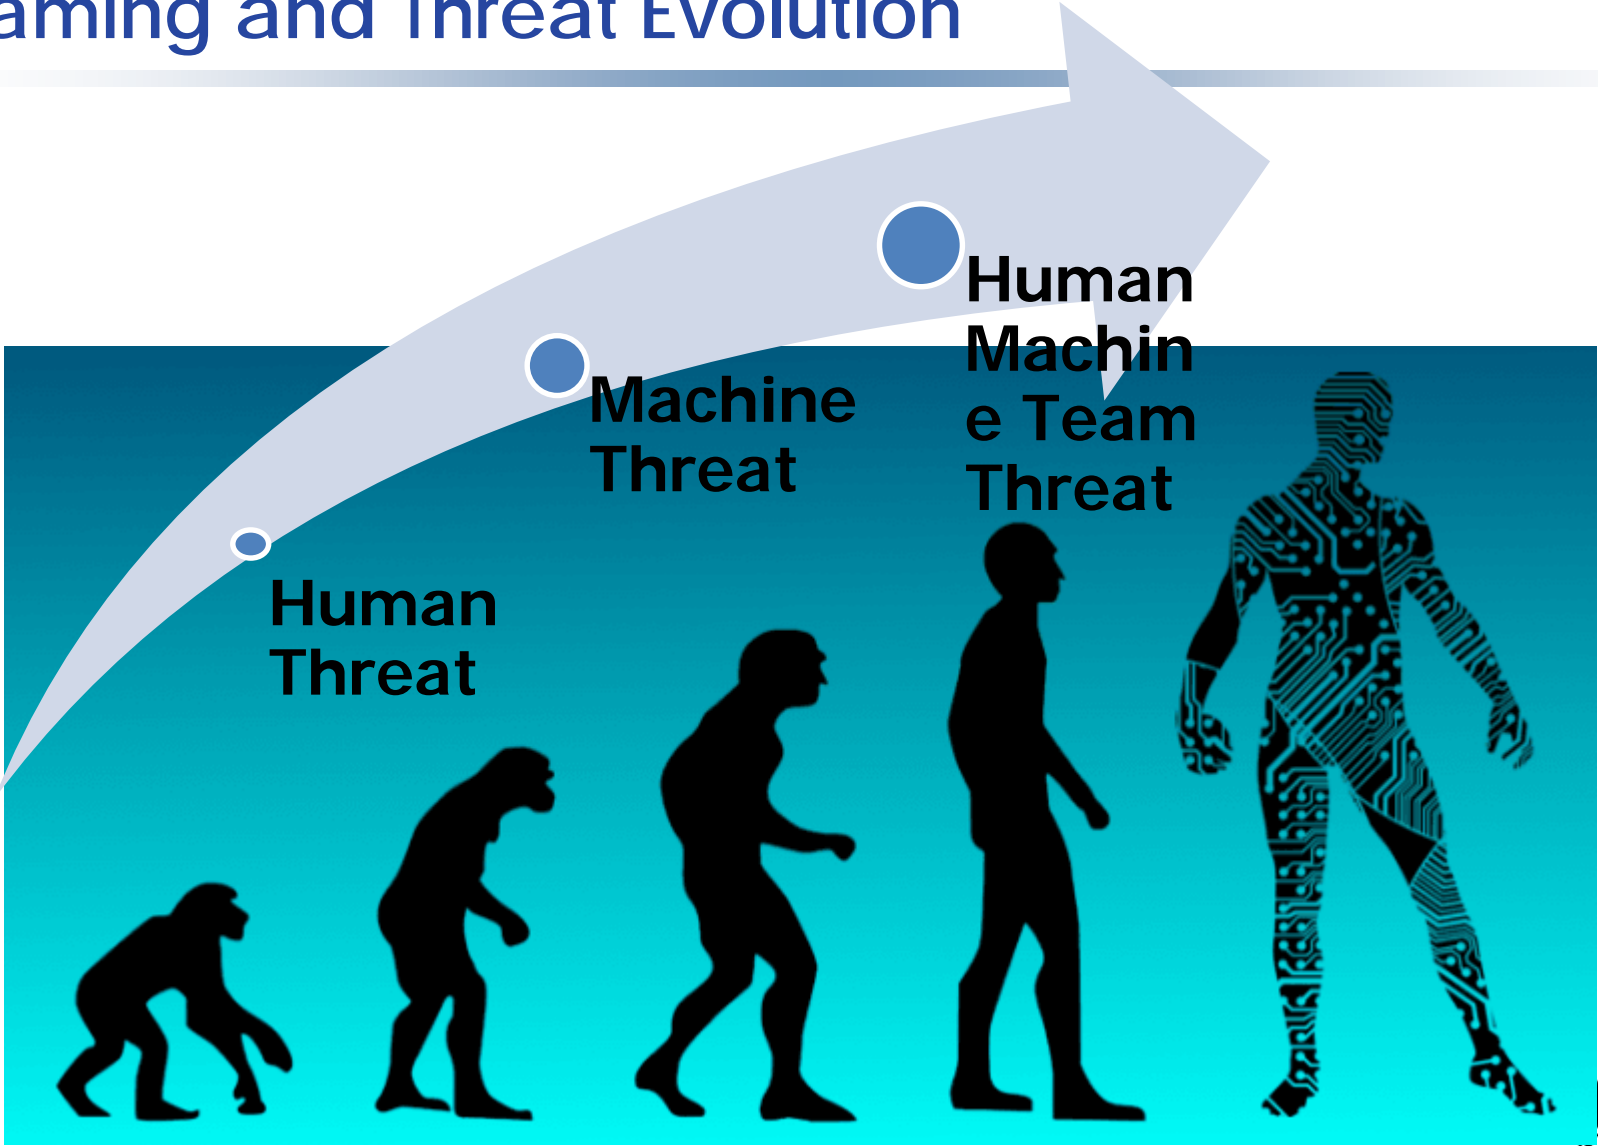 aming and Threat Evolution
Human
Machin
e Team
Threat
Machine
Threat
Human
Threat